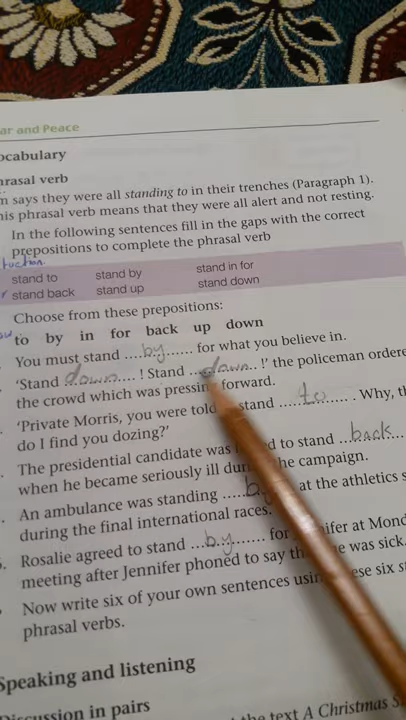 ar and Peace
ocabulary
rasal verb
n says they were all standing to in their trenches (Paragraph 1).
his phrasal verb means that they were all alert and not resting.
In the following sentences fill in the gaps with the correct
prepositions to complete the phrasal verb
stand to stand by stand in for
stand back stand up stand down
Choose from these prepositions:
to by in for back up down
You must stand ....by....... for what you believe in.
'Stand down.... ! Stand ...down..!' the policeman ordere
the crowd which was pressing forward.
'Private Morris, you were told stand ......to....... . Why, th
do I find you dozing?'
The presidential candidate was to stand ...back...
when he became seriously ill du he campaign.
An ambulance was standing ..... at the athletics s
during the final international races.
Rosalie agreed to stand ...by....... for ifer at Mond
meeting after Jennifer phoned to say th e was sick.
Now write six of your own sentences usin ese six s
phrasal verbs.
Speaking and listening
iscussion in pairs
the text A Christmas S